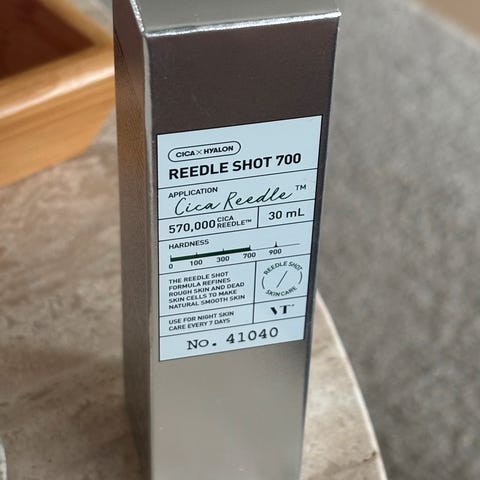 CICA × HYALON
REEDLE SHOT 700
APPLICATION
Cica Reedle™
570,000 CICA REEDLE™
30 mL
HARDNESS
0 100 300 700 900
THE REEDLE SHOT
FORMULA REFINES
ROUGH SKIN AND DEAD
SKIN CELLS TO MAKE
NATURAL SMOOTH SKIN
REEDLE SHOT
SKIN CARE
USE FOR NIGHT SKIN
CARE EVERY 7 DAYS
VT
No. 41040